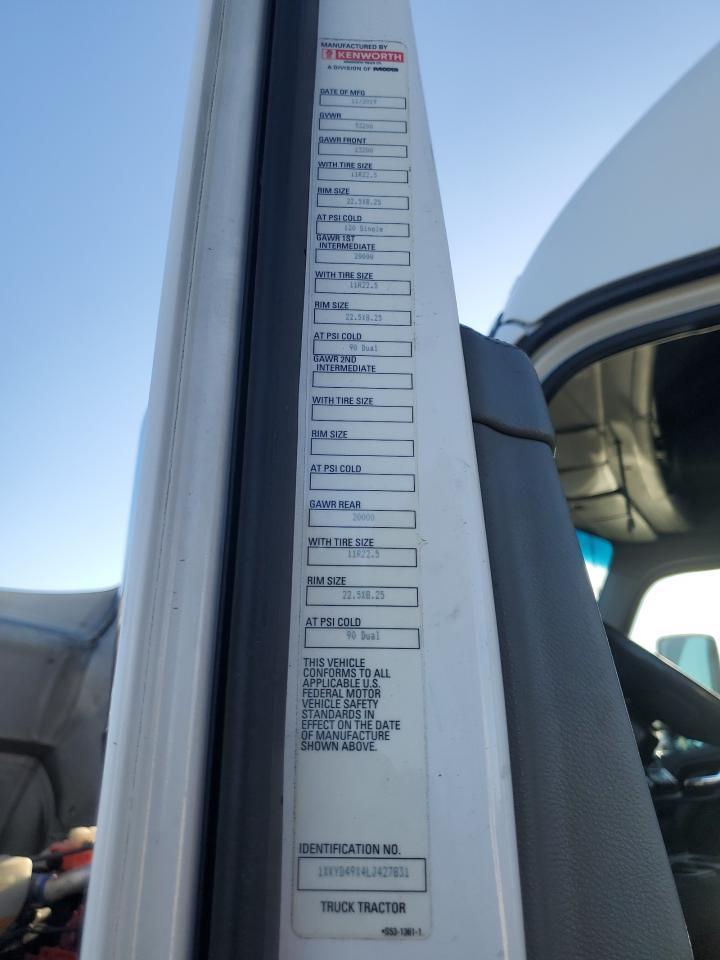 MANUFACTURED BY
KENWORTH
A DIVISION OF PACCAR
DATE OF MFG
11/2019
GVWR
53200
GAWR FRONT
13200
WITH TIRE SIZE
11R22.5
RIM SIZE
22.5X8.25
AT PSI COLD
120 Single
GAWR 1ST
INTERMEDIATE
20000
WITH TIRE SIZE
11R22.5
RIM SIZE
22.5X8.25
AT PSI COLD
90 Dual
GAWR 2ND
INTERMEDIATE
WITH TIRE SIZE
RIM SIZE
AT PSI COLD
GAWR REAR
20000
WITH TIRE SIZE
11R22.5
RIM SIZE
22.5X8.25
AT PSI COLD
90 Dual
THIS VEHICLE
CONFORMS TO ALL
APPLICABLE U.S.
FEDERAL MOTOR
VEHICLE SAFETY
STANDARDS IN
EFFECT ON THE DATE
OF MANUFACTURE
SHOWN ABOVE.
IDENTIFICATION NO.
1XKYD49X4LJ427831
TRUCK TRACTOR
•S53-1361-1